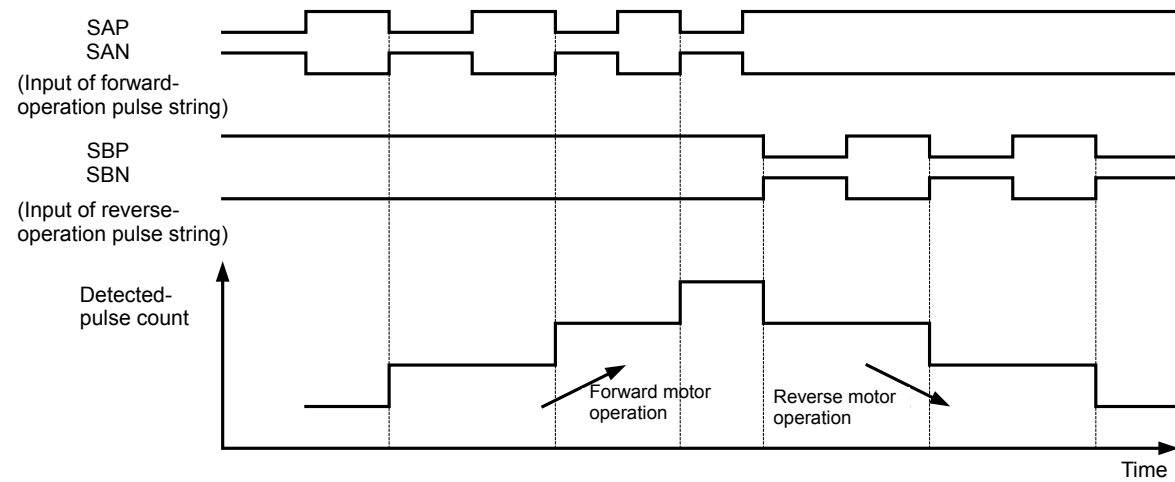 SAP
SAN
(Input of forward-
operation pulse string)
SBP
SBN
(Input of reverse-
operation pulse string)
Detected-
pulse count
Forward motor
operation
Reverse motor
operation
Time